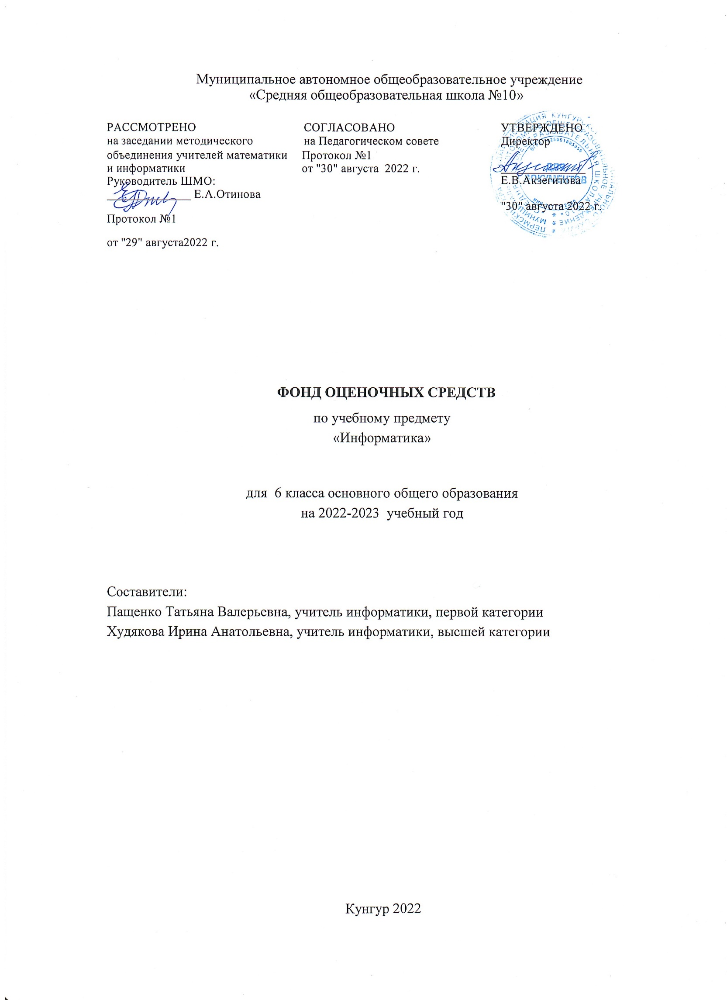 Муниципальное автономное общеобразовательное учреждение
«Средняя общеобразовательная школа №10»
РАССМОТРЕНО
на заседании методического
объединения учителей математики
и информатики
Руководитель ШМО:
Е.А.Отинова
Протокол №1
от "29" августа2022 г.
СОГЛАСОВАНО
на Педагогическом совете
Протокол №1
от "30" августа 2022 г.
УТВЕРЖДЕНО
Директор
Е.В.Акзегитова
"30" августа 2022 г.
ДЛЯ
ДОКУМЕНТОВ
ФОНД ОЦЕНОЧНЫХ СРЕДСТВ
по учебному предмету
«Информатика»
для 6 класса основного общего образования
на 2022-2023 учебный год
Составители:
Пащенко Татьяна Валерьевна, учитель информатики, первой категории
Худякова Ирина Анатольевна, учитель информатики, высшей категории
Кунгур 2022